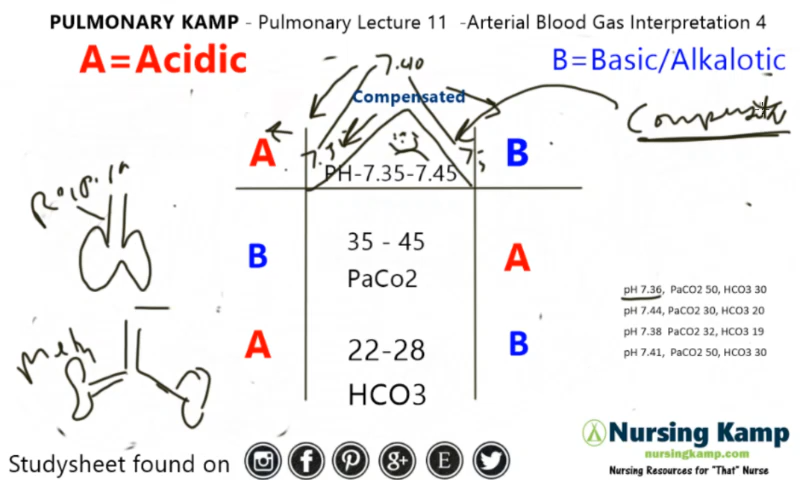 PULMONARY KAMP - Pulmonary Lecture 11 -Arterial Blood Gas Interpretation 4
A=Acidic
B=Basic/Alkalotic
7.40
Compensated
A
B
PH-7.35-7.45
B
35 - 45
PaCo2
A
A
22-28
HCO3
B
pH 7.36, PaCO2 50, HCO3 30
pH 7.44, PaCO2 30, HCO3 20
pH 7.38 PaCO2 32, HCO3 19
pH 7.41, PaCO2 50, HCO3 30
Nursing Kamp
nursingkamp.com
Nursing Resources for "That" Nurse
Studysheet found on